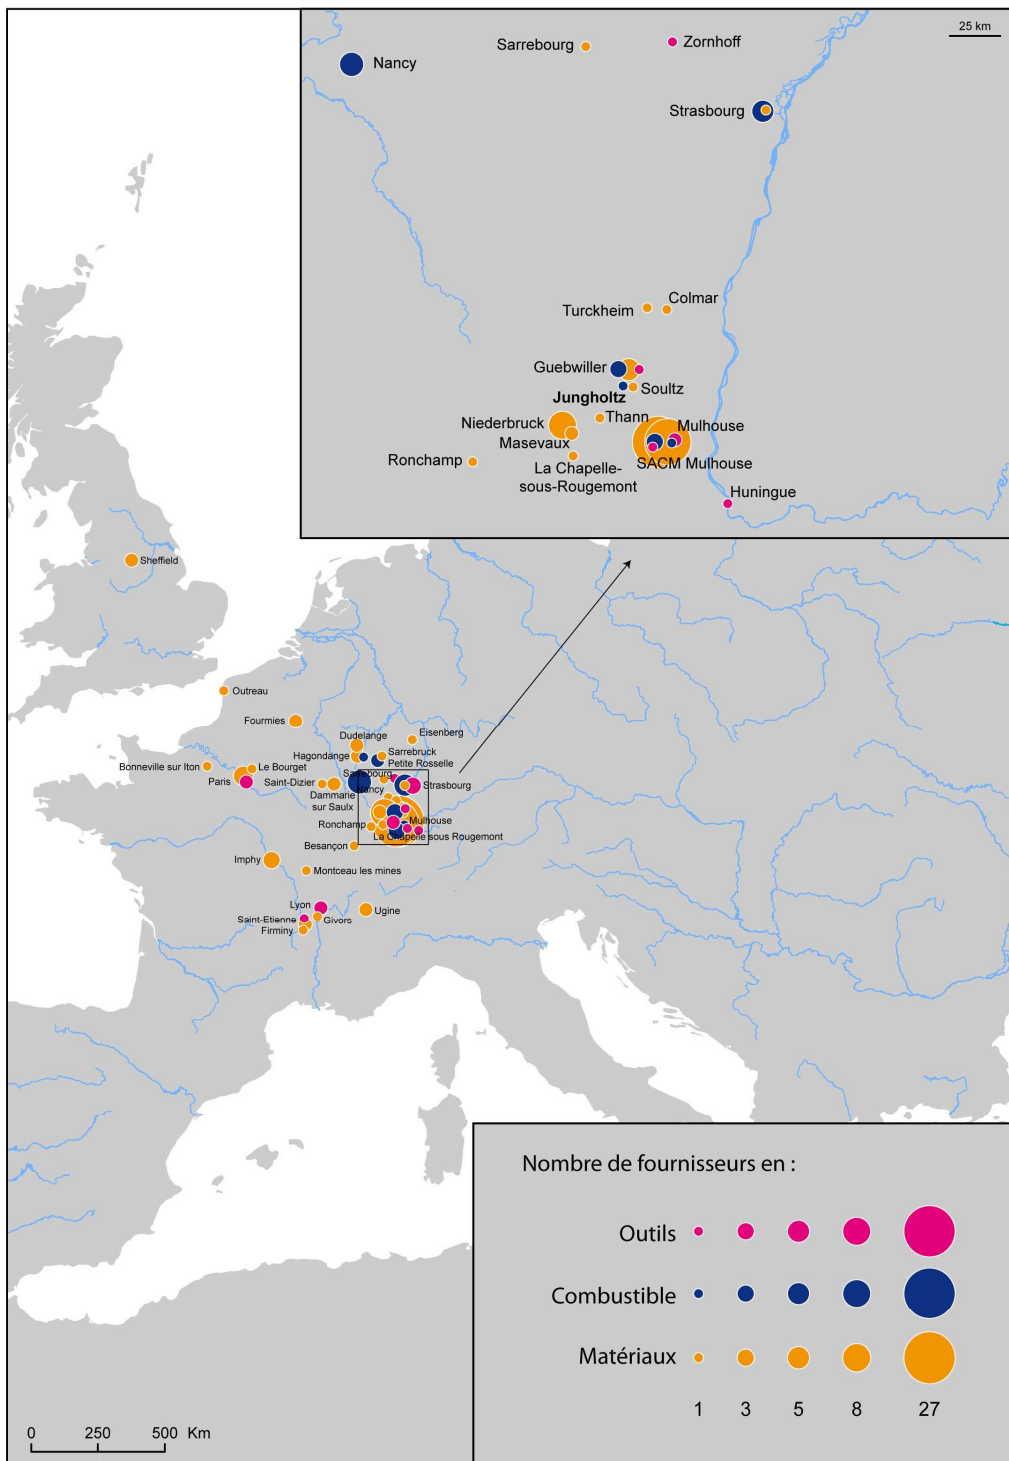 25 km
Sarrebourg
Zornhoff
Nancy
Strasbourg
Turckheim
Colmar
Guebwiller
Soultz
Jungholtz
Niederbruck
Thann
Masevaux
Mulhouse
Ronchamp
La Chapelle-
sous-Rougemont
SACM Mulhouse
Huningue
Sheffield
Outreau
Fourmies
Dudelange
Eisenberg
Hagondange
Sarrebruck
Petite Rosselle
Bonneville sur Iton
Le Bourget
Paris
Saint-Dizier
Sarrebourg
Nancy
Strasbourg
Dammarie
sur Saulx
Ronchamp
Mulhouse
La Chapelle sous Rougemont
Besançon
Imphy
Montceau les mines
Lyon
Ugine
Saint-Etienne
Givors
Firminy
Nombre de fournisseurs en :
Outils
Combustible
Matériaux
1 3 5 8 27
0 250 500 Km